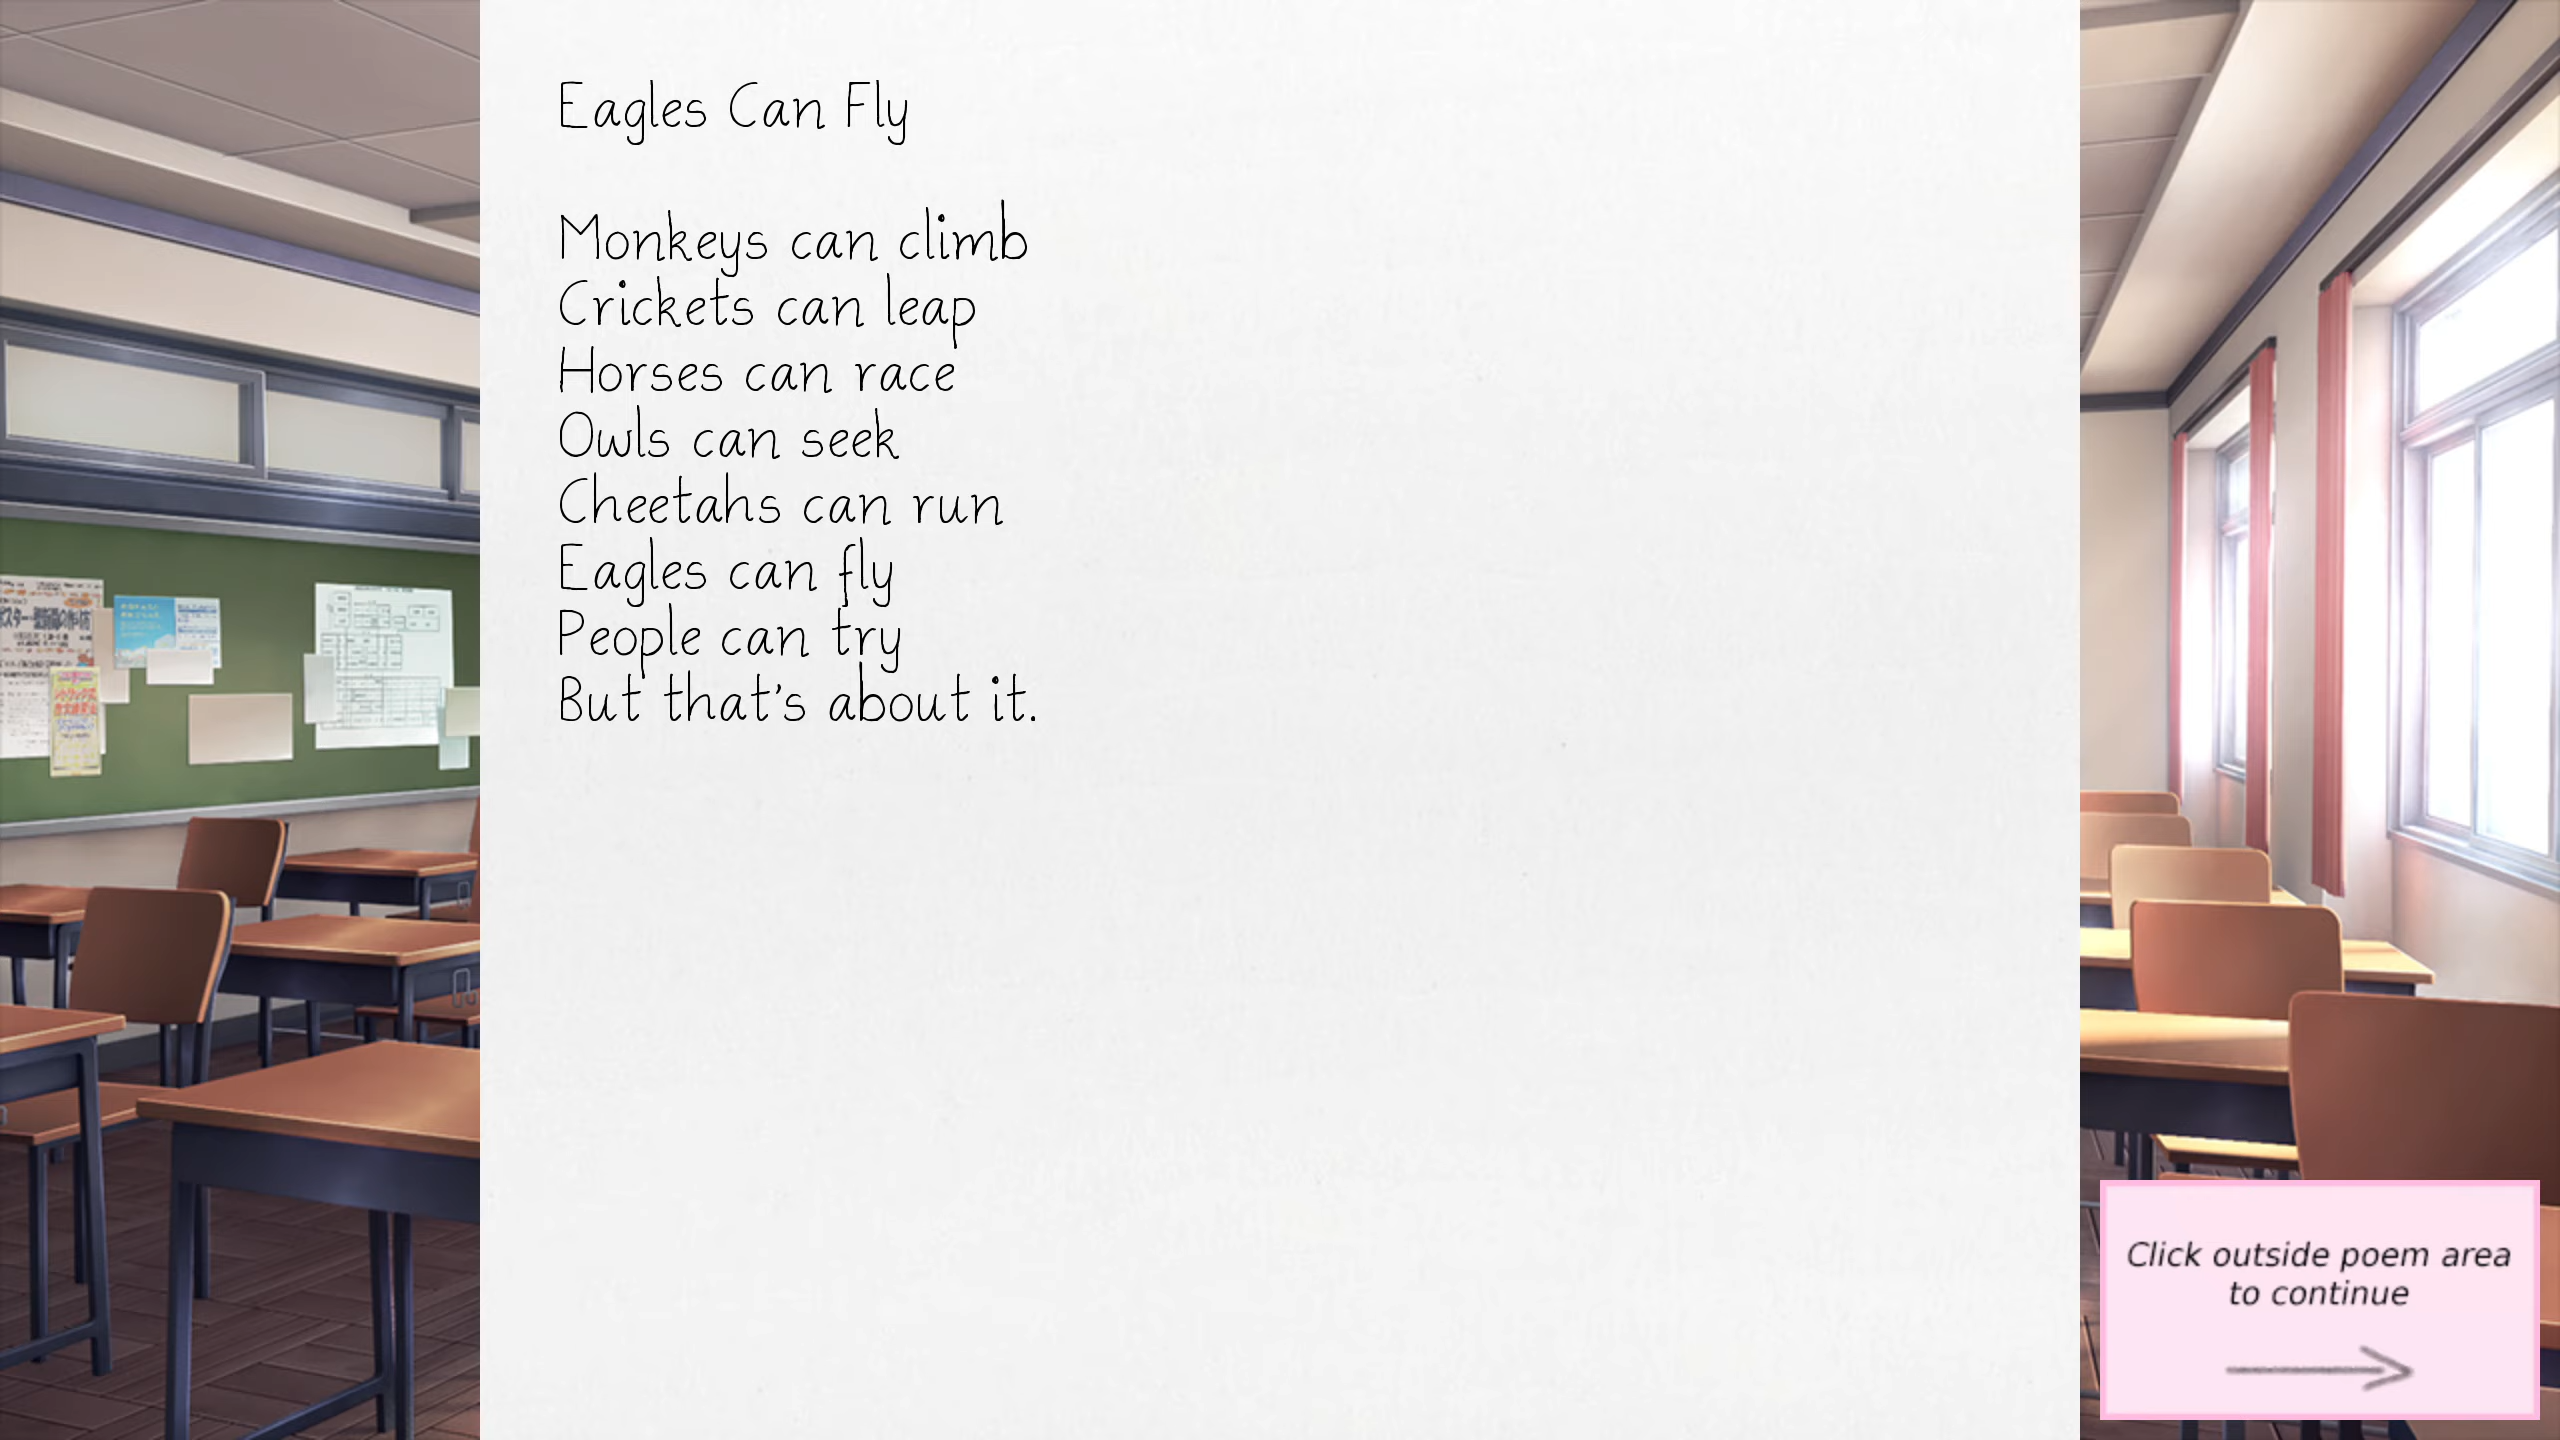 Eagles Can Fly
Monkeys can climb
Crickets can leap
Horses can race
Owls can seek
Cheetahs can run
Eagles can fly
People can try
But that's about it.
Click outside poem area
to continue